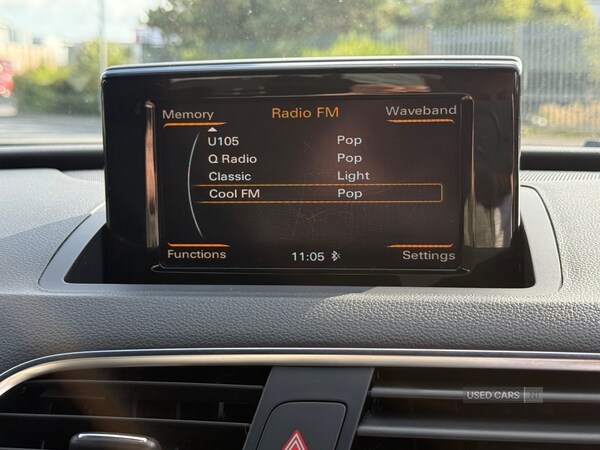 Memory Radio FM Waveband
U105 Pop
Q Radio Pop
Classic Light
Cool FM Pop
Functions 11:05 Settings
USED CARS NI